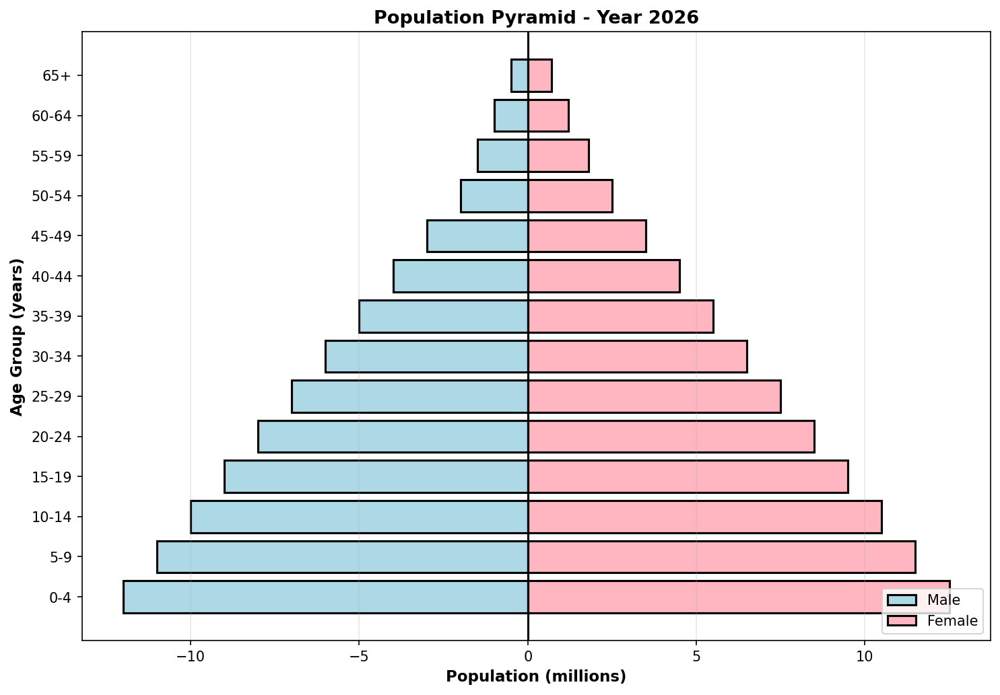 Population Pyramid - Year 2026
Age Group (years)
65+
60-64
55-59
50-54
45-49
40-44
35-39
30-34
25-29
20-24
15-19
10-14
5-9
0-4
Male
Female
−10 −5 0 5 10
Population (millions)